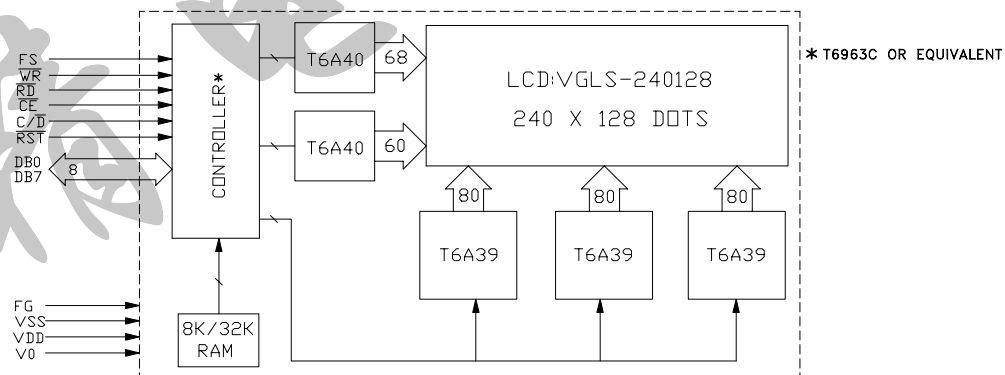 FS
WR
RD
CE
C/D
RST
DB0
DB7
8
CONTROLLER*
T6A40
68
T6A40
60
LCD:VGLS-240128
240 X 128 DOTS
* T6963C OR EQUIVALENT
80
80
80
T6A39
T6A39
T6A39
FG
VSS
VDD
V0
8K/32K
RAM